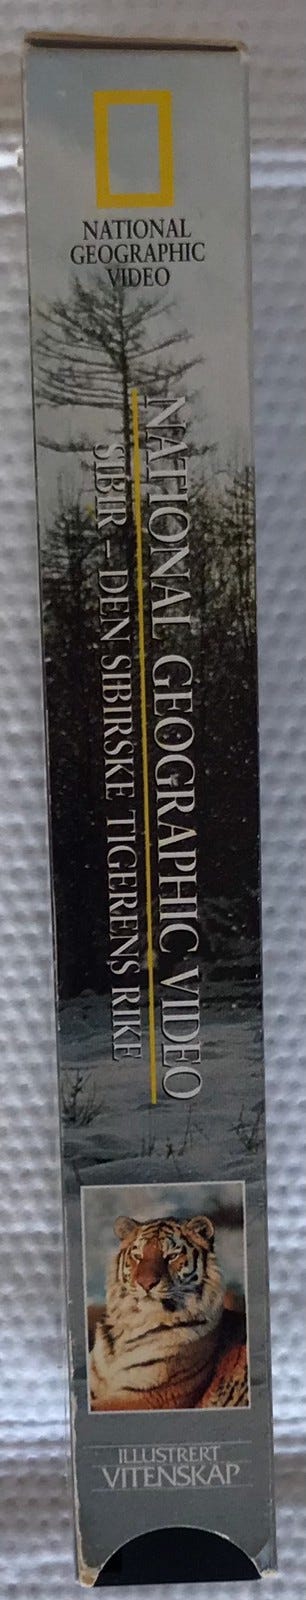 NATIONAL
GEOGRAPHIC
VIDEO
NATIONAL GEOGRAPHIC VIDEO
SIBIR – DEN SIBIRSKE TIGERENS RIKE
ILLUSTRERT
VITENSKAP